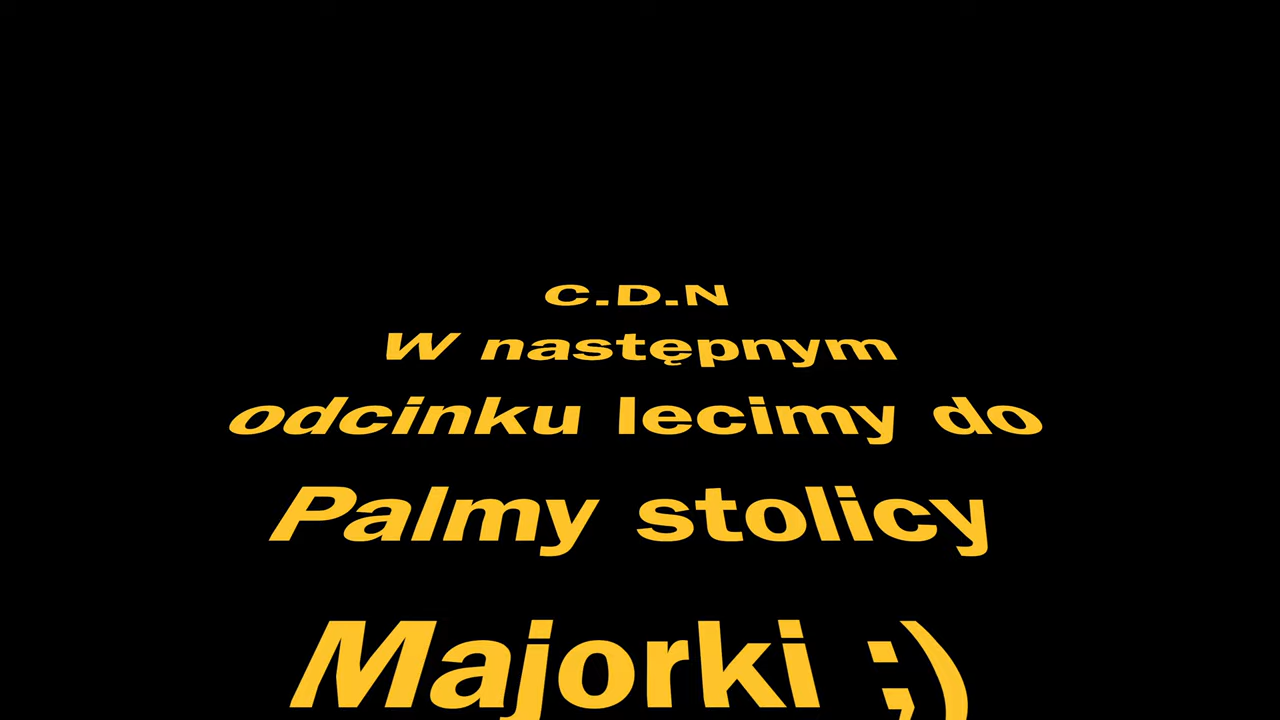 C.D.N
W następnym
odcinku lecimy do
Palmy stolicy
Majorki ;)